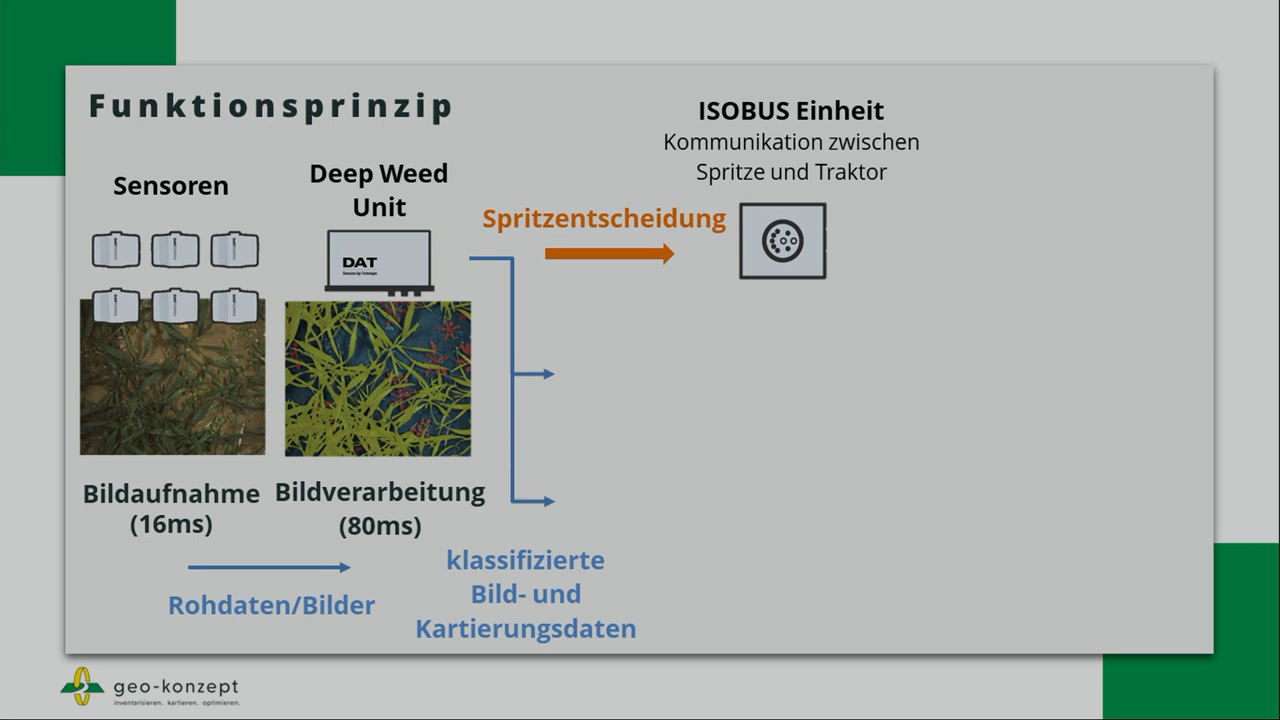 Funktionsprinzip
Sensoren
Deep Weed
Unit
DAT
Bildaufnahme
(16ms)
Bildverarbeitung
(80ms)
Rohdaten/Bilder
klassifizierte
Bild- und
Kartierungsdaten
Spritzentscheidung
ISOBUS Einheit
Kommunikation zwischen
Spritze und Traktor
geo-konzept
inventarisieren. kartieren. optimieren.